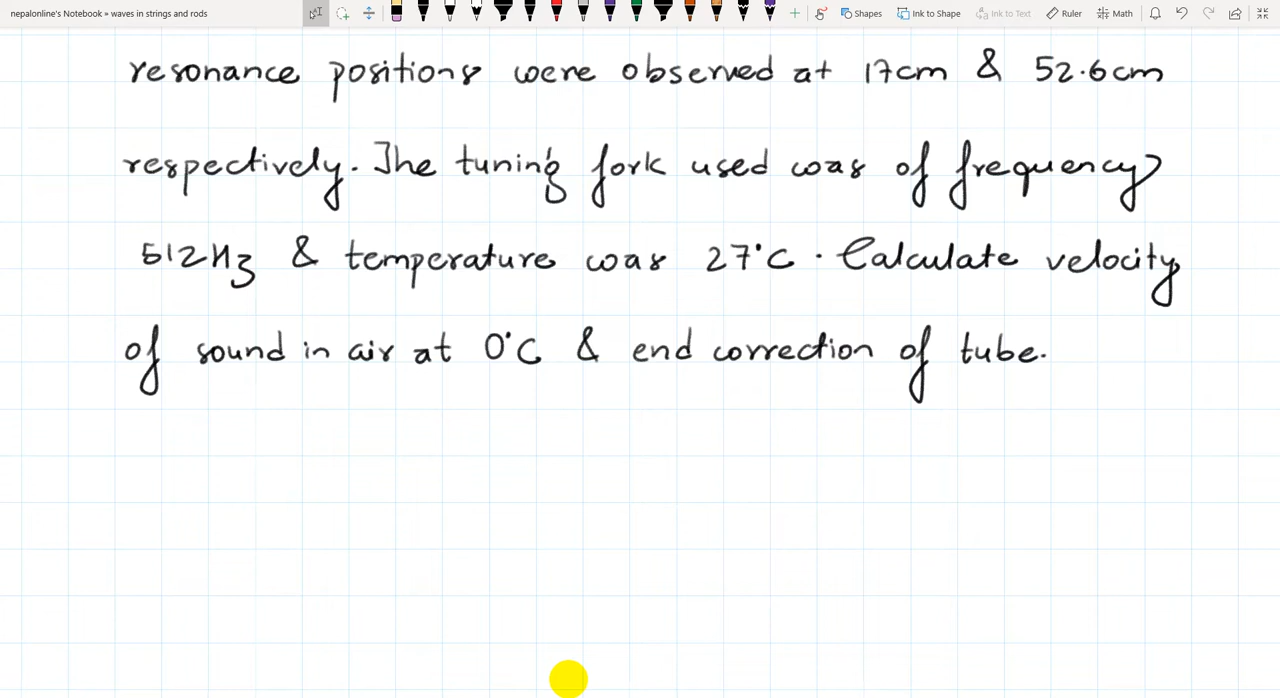 nepalonline's Notebook » waves in strings and rods
Shapes Ink to Shape Ink to Text Ruler Math
resonance positions were observed at 17cm & 52.6cm
respectively. The tuning fork used was of frequency
512Hz & temperature was 27°C. Calculate velocity
of sound in air at 0°C & end correction of tube.